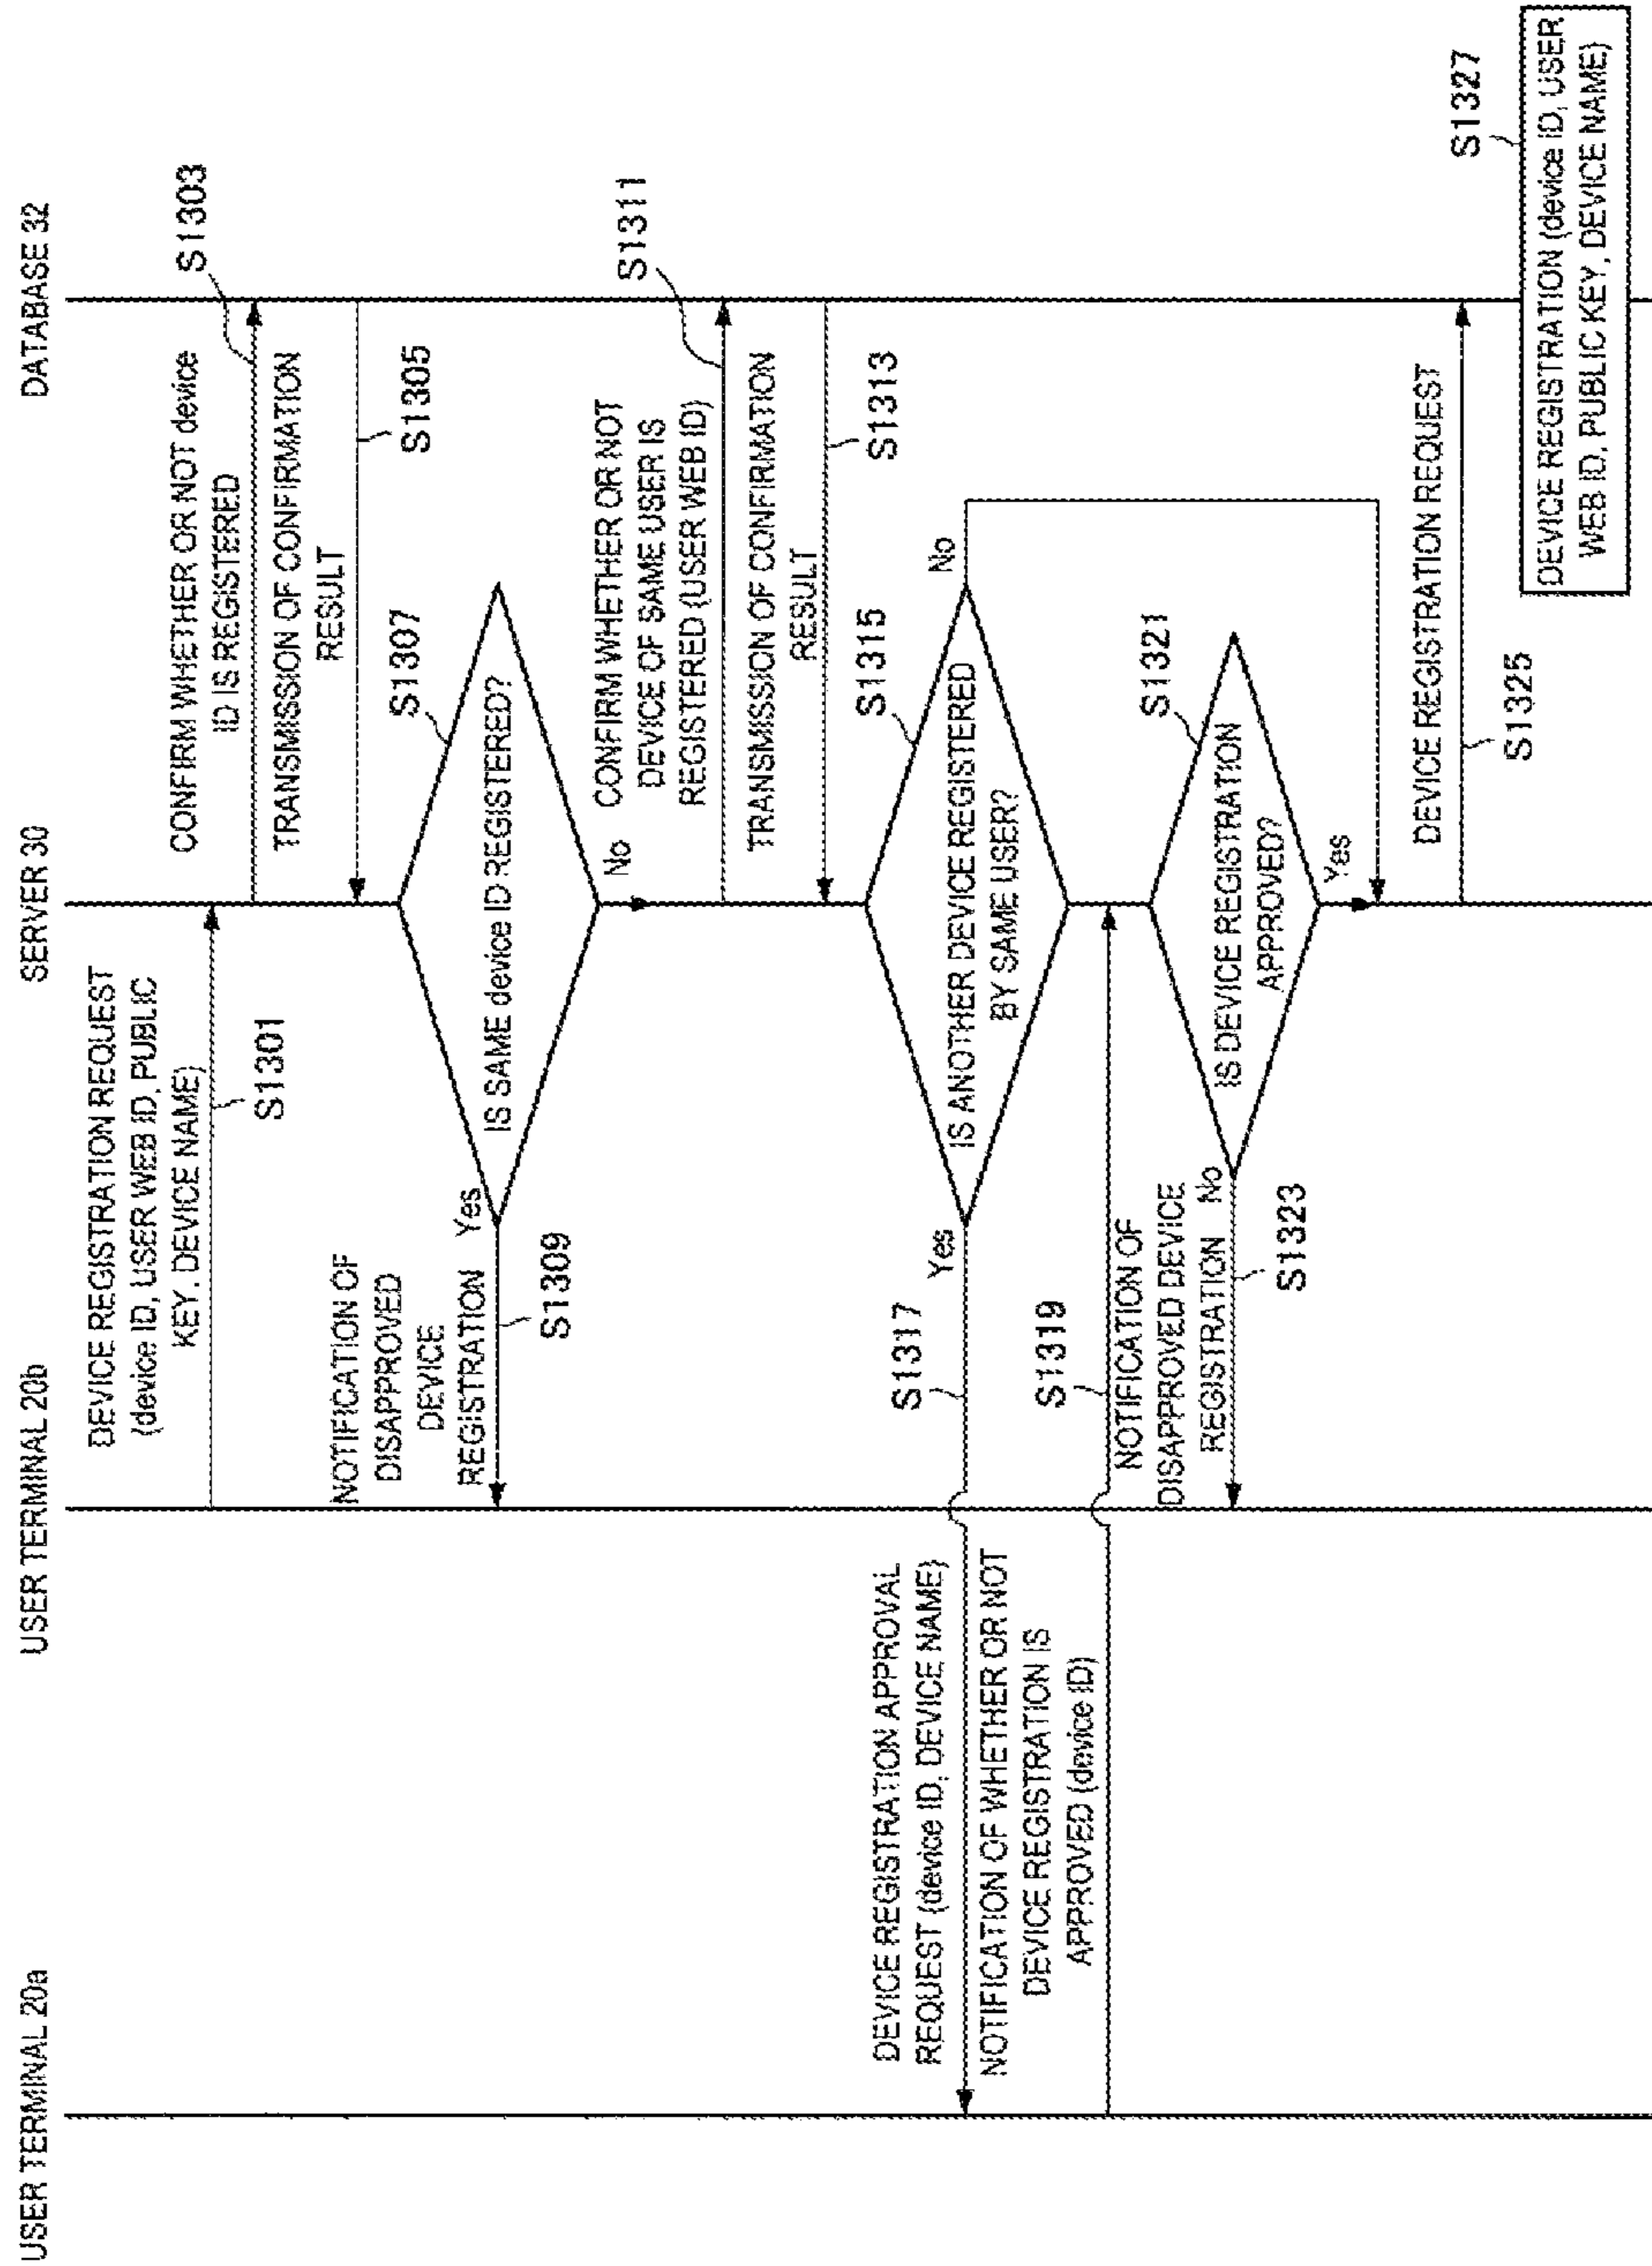 USER TERMINAL 20a
USER TERMINAL 20b
SERVER 30
DATABASE 32
DEVICE REGISTRATION REQUEST
(device ID, USER WEB ID, PUBLIC
KEY, DEVICE NAME)
S1301
CONFIRM WHETHER OR NOT device
ID IS REGISTERED
S1303
TRANSMISSION OF CONFIRMATION
RESULT
S1305
S1307
IS SAME device ID REGISTERED?
Yes
No
NOTIFICATION OF
DISAPPROVED
DEVICE
REGISTRATION
S1309
CONFIRM WHETHER OR NOT
DEVICE OF SAME USER IS
REGISTERED (USER WEB ID)
S1311
TRANSMISSION OF CONFIRMATION
RESULT
S1313
S1315
IS ANOTHER DEVICE REGISTERED
BY SAME USER?
Yes
No
S1317
DEVICE REGISTRATION APPROVAL
REQUEST (device ID, DEVICE NAME)
NOTIFICATION OF WHETHER OR NOT
DEVICE REGISTRATION IS
APPROVED (device ID)
S1319
S1321
IS DEVICE REGISTRATION
APPROVED?
No
Yes
NOTIFICATION OF
DISAPPROVED DEVICE
REGISTRATION
S1323
DEVICE REGISTRATION REQUEST
S1325
S1327
DEVICE REGISTRATION (device ID, USER
WEB ID, PUBLIC KEY, DEVICE NAME)